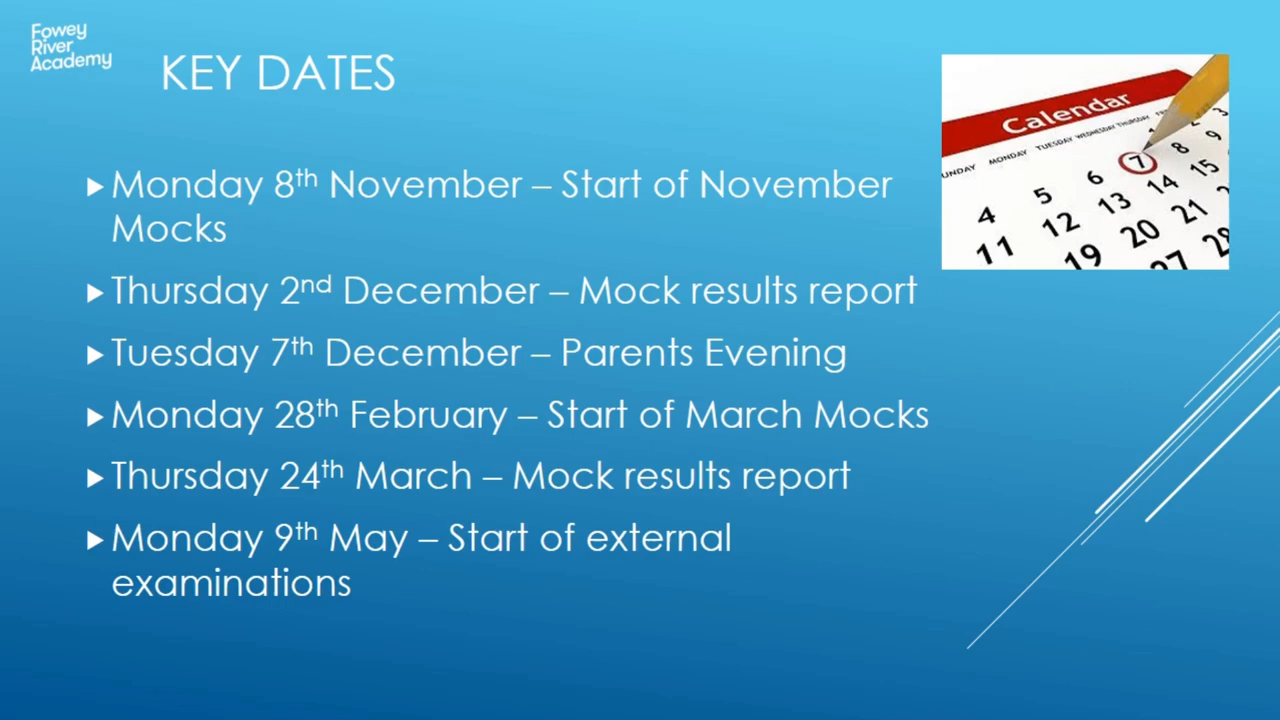 Fowey
River
Academy
KEY DATES
Monday 8th November – Start of November
Mocks
Thursday 2nd December – Mock results report
Tuesday 7th December – Parents Evening
Monday 28th February – Start of March Mocks
Thursday 24th March – Mock results report
Monday 9th May – Start of external
examinations
Calendar
MONDAY TUESDAY WEDNESDAY THURSDAY
4 5 6 7 8 9
11 12 13 14 15
19 20 21